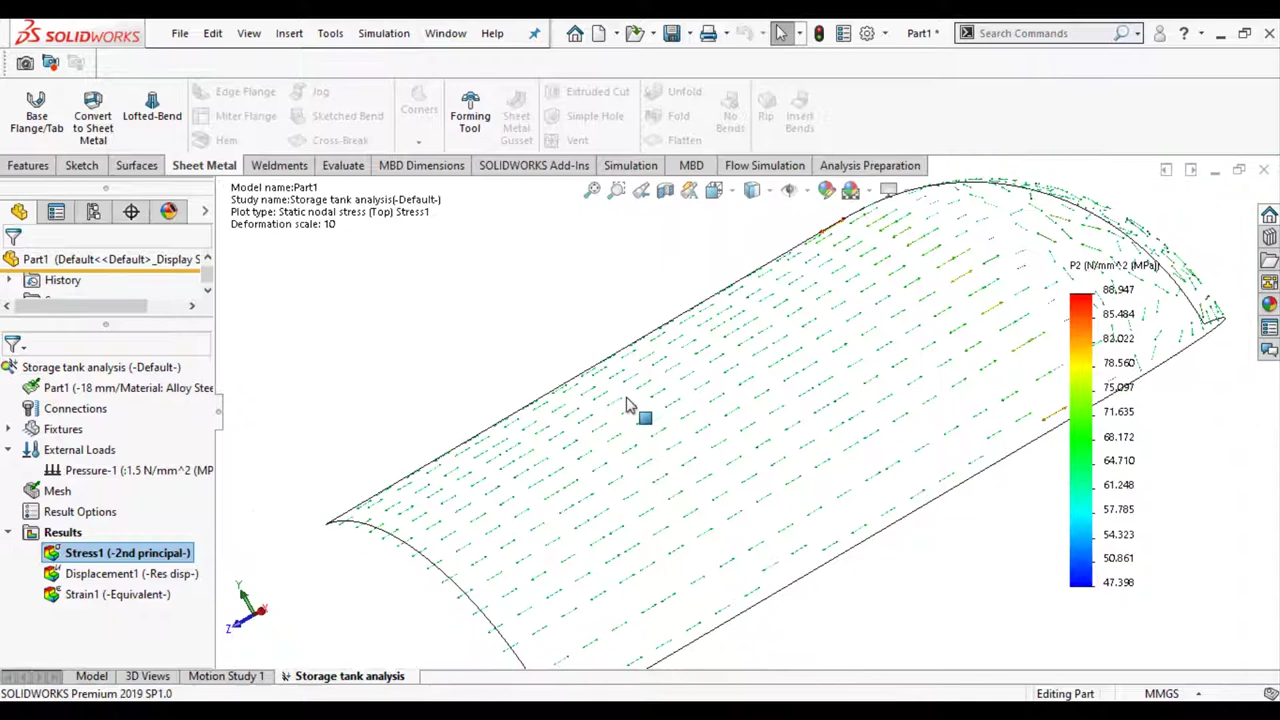 SOLIDWORKS File Edit View Insert Tools Simulation Window Help Part1 * Search Commands ?
Base Flange/Tab
Convert to Sheet Metal
Lofted-Bend
Edge Flange
Miter Flange
Hem
Jog
Sketched Bend
Cross-Break
Corners
Forming Tool
Sheet Metal Gusset
Extruded Cut
Simple Hole
Vent
Unfold
Fold
Flatten
No Bends
Rip
Insert Bends
Features Sketch Surfaces Sheet Metal Weldments Evaluate MBD Dimensions SOLIDWORKS Add-Ins Simulation MBD Flow Simulation Analysis Preparation
Part1 (Default<<Default>_Display S
History
Storage tank analysis (-Default-)
Part1 (-18 mm/Material: Alloy Stee
Connections
Fixtures
External Loads
Pressure-1 (:1.5 N/mm^2 (MP
Mesh
Result Options
Results
Stress1 (-2nd principal-)
Displacement1 (-Res disp-)
Strain1 (-Equivalent-)
Model name:Part1
Study name:Storage tank analysis(-Default-)
Plot type: Static nodal stress (Top) Stress1
Deformation scale: 10
P2 (N/mm^2 (MPa))
88.947
85.484
82.022
78.560
75.097
71.635
68.172
64.710
61.248
57.785
54.323
50.861
47.398
Y
X
Z
Model 3D Views Motion Study 1 Storage tank analysis
SOLIDWORKS Premium 2019 SP1.0 Editing Part MMGS